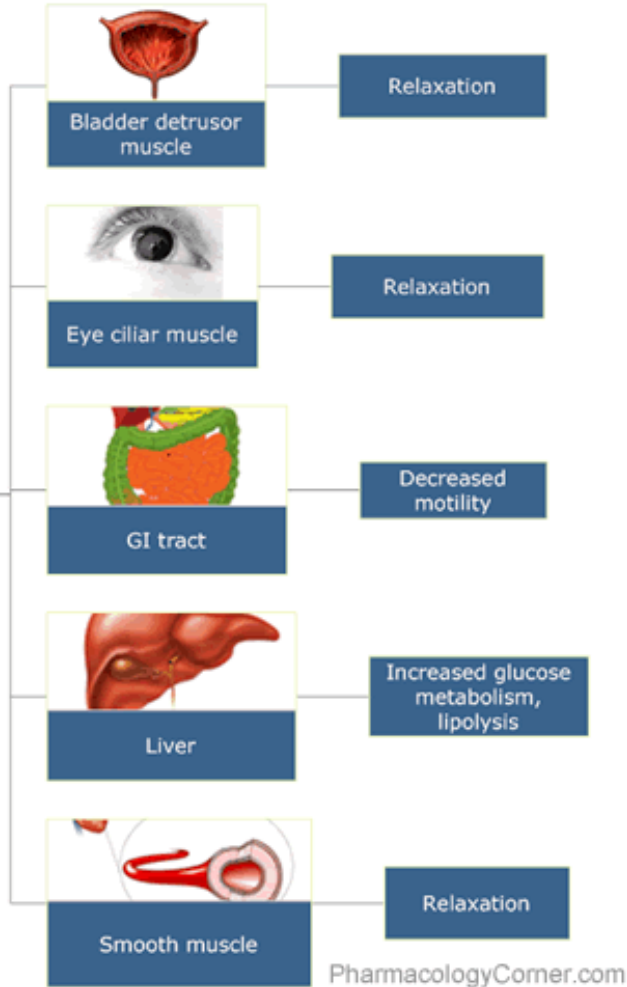 Bladder detrusor
muscle
Relaxation
Eye ciliar muscle
Relaxation
GI tract
Decreased
motility
Liver
Increased glucose
metabolism,
lipolysis
Smooth muscle
Relaxation
PharmacologyCorner.com